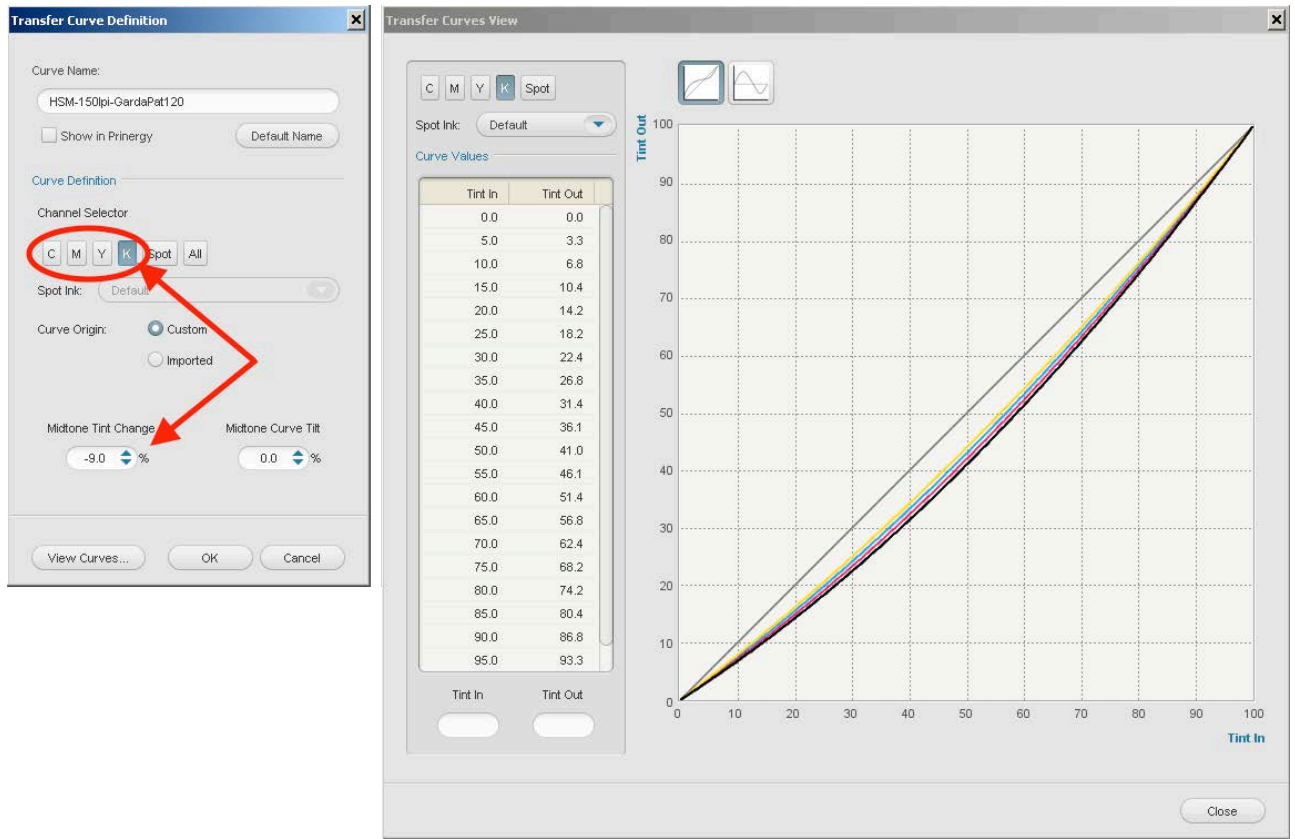 Transfer Curve Definition
Curve Name:
HSM-150lpi-GardaPat120
Show in Prinergy
Default Name
Curve Definition
Channel Selector
C M Y K Spot All
Spot Ink: Default
Curve Origin: Custom
Imported
Midtone Tint Change Midtone Curve Tilt
-9.0 % 0.0 %
View Curves... OK Cancel
Transfer Curves View
C M Y K Spot
Spot Ink: Default
Curve Values
Tint In Tint Out
0.0 0.0
5.0 3.3
10.0 6.8
15.0 10.4
20.0 14.2
25.0 18.2
30.0 22.4
35.0 26.8
40.0 31.4
45.0 36.1
50.0 41.0
55.0 46.1
60.0 51.4
65.0 56.8
70.0 62.4
75.0 68.2
80.0 74.2
85.0 80.4
90.0 86.8
95.0 93.3
Tint In Tint Out
Tint Out
100
90
80
70
60
50
40
30
20
10
0
0 10 20 30 40 50 60 70 80 90 100
Tint In
Close